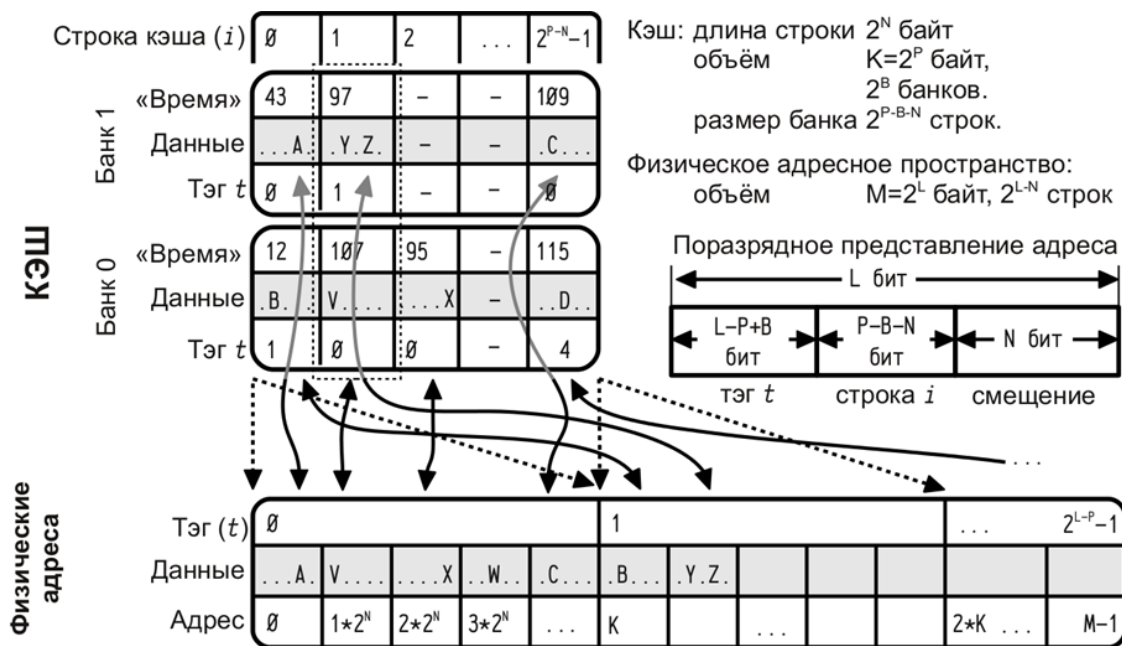 Строка кэша (i) Ø 1 2 ... 2^P-N-1
Кэш: длина строки 2^N байт
объём K=2^P байт,
2^B банков.
размер банка 2^P-B-N строк.
Физическое адресное пространство:
объём M=2^L байт, 2^L-N строк
КЭШ
Банк 1
«Время» 43 97 – – 1Ø9
Данные ...A. .Y.Z. – – .C...
Тэг t Ø 1 – – Ø
Банк 0
«Время» 12 1Ø7 95 – 115
Данные .B... V.... ....X – ..D..
Тэг t 1 Ø Ø – 4
Поразрядное представление адреса
L бит
L–P+B бит
P–B–N бит
N бит
тэг t строка i смещение
...
Физические адреса
Тэг (t) Ø 1 ... 2^L-P-1
Данные ...A. V.... ....X ..W.. .C... .B... .Y.Z.
Адрес Ø 1*2^N 2*2^N 3*2^N ... K ... 2*K ... M-1